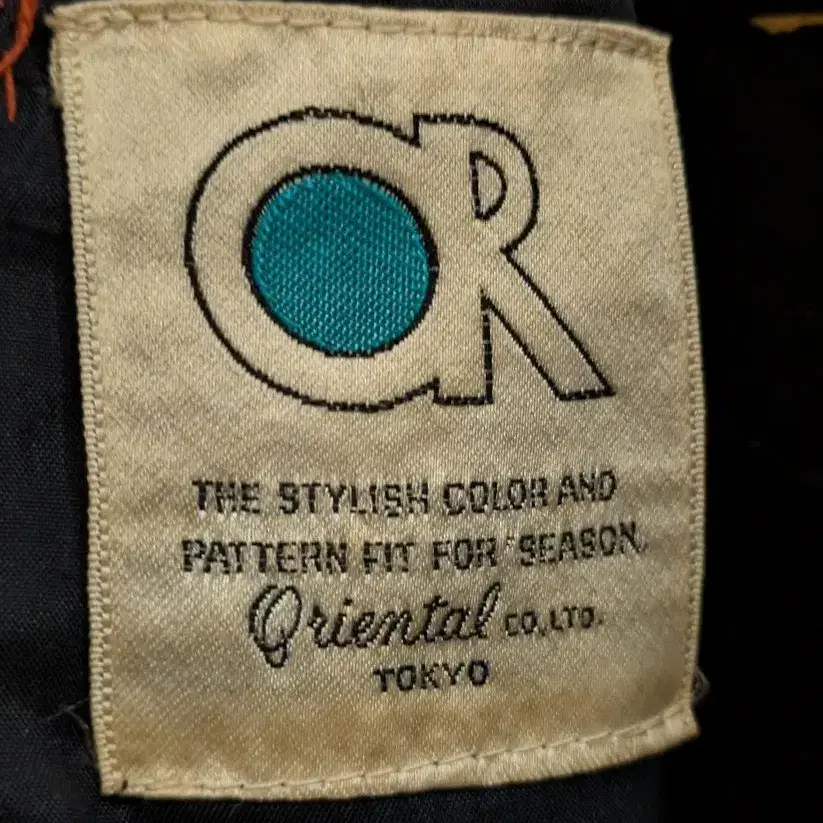 OR
THE STYLISH COLOR AND
PATTERN FIT FOR SEASON.
Oriental CO.,LTD.
TOKYO